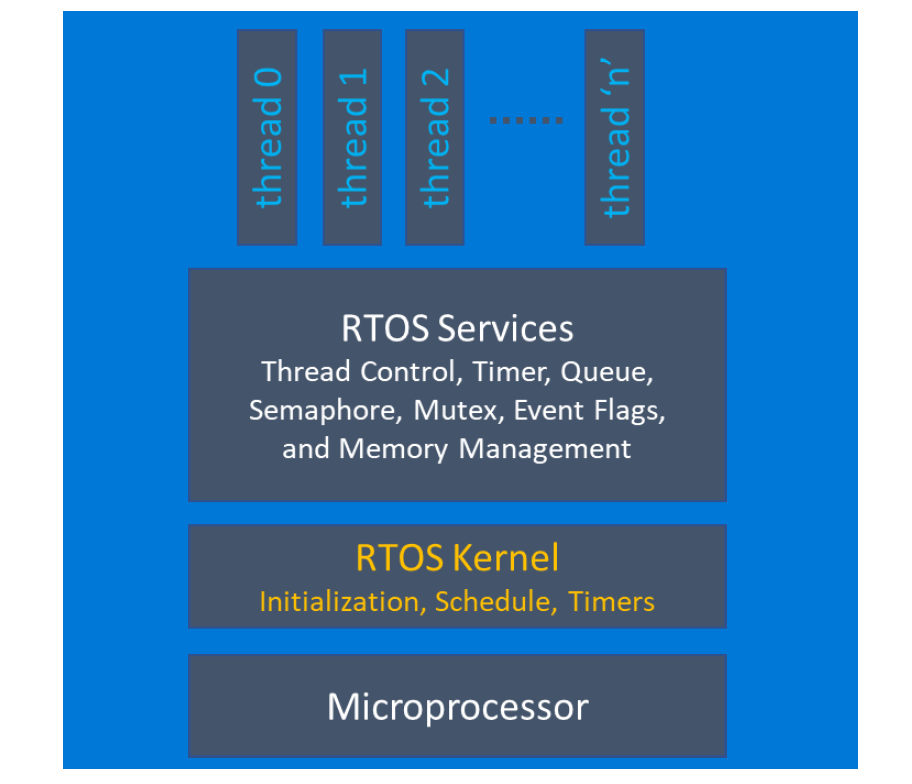 thread 0
thread 1
thread 2
thread ‘n’
RTOS Services
Thread Control, Timer, Queue,
Semaphore, Mutex, Event Flags,
and Memory Management
RTOS Kernel
Initialization, Schedule, Timers
Microprocessor